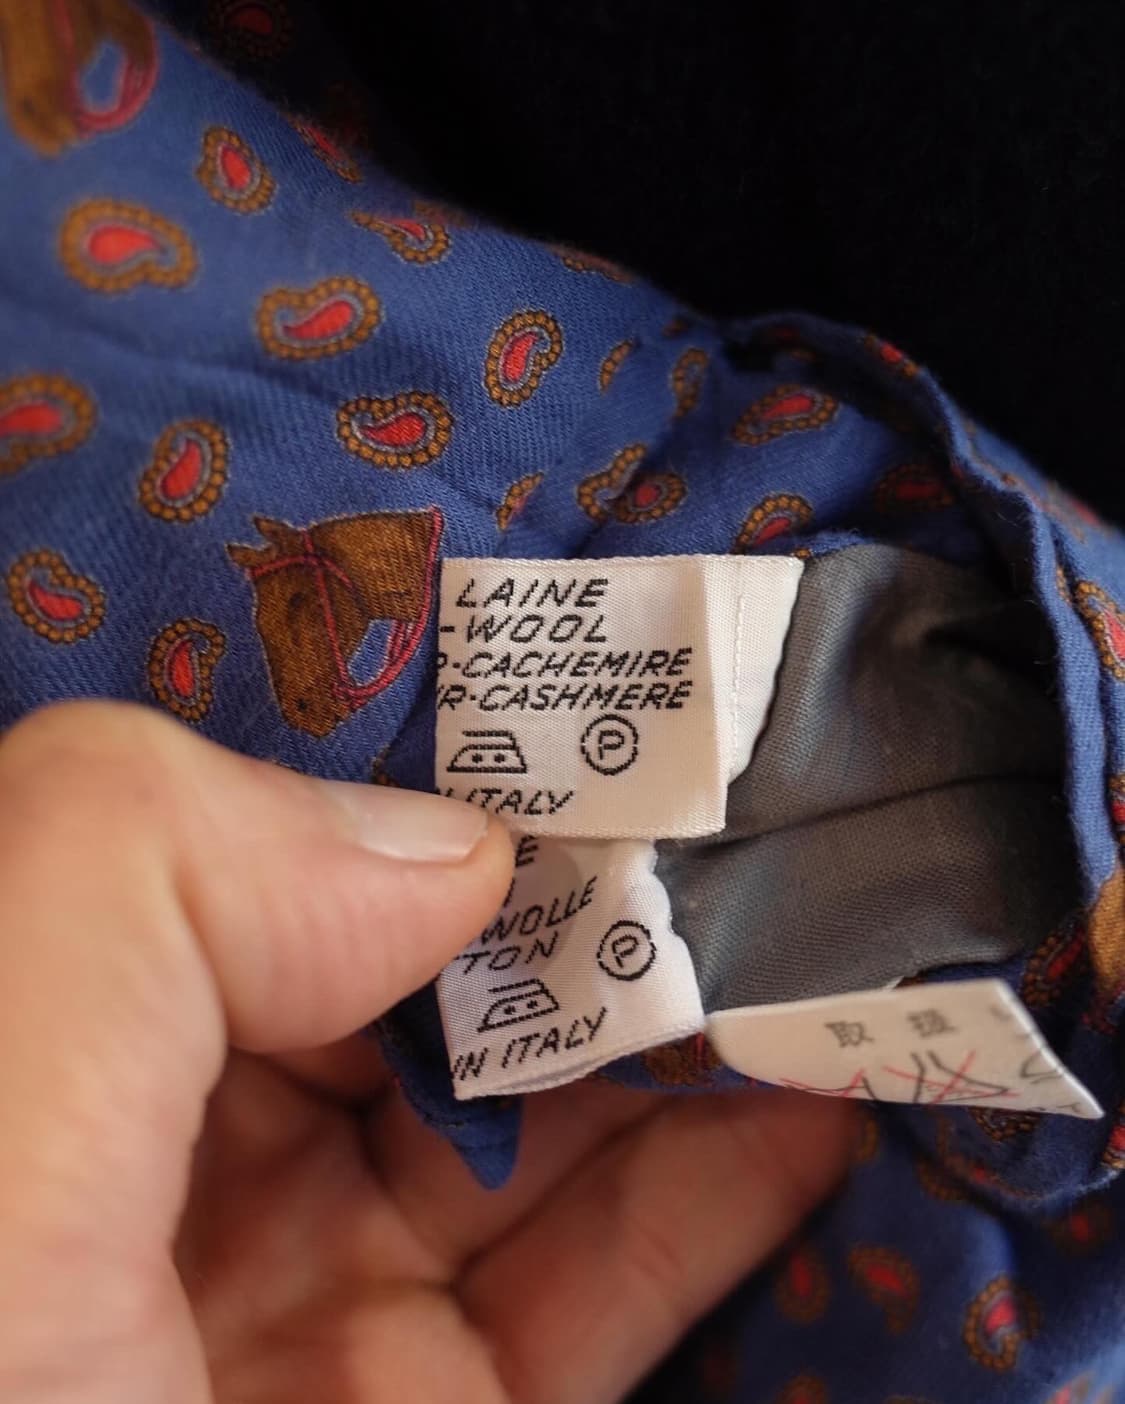 LAINE
-WOOL
-CACHEMIRE
R-CASHMERE
P
ITALY
E
WOLLE
TON
P
IN ITALY
取 扱